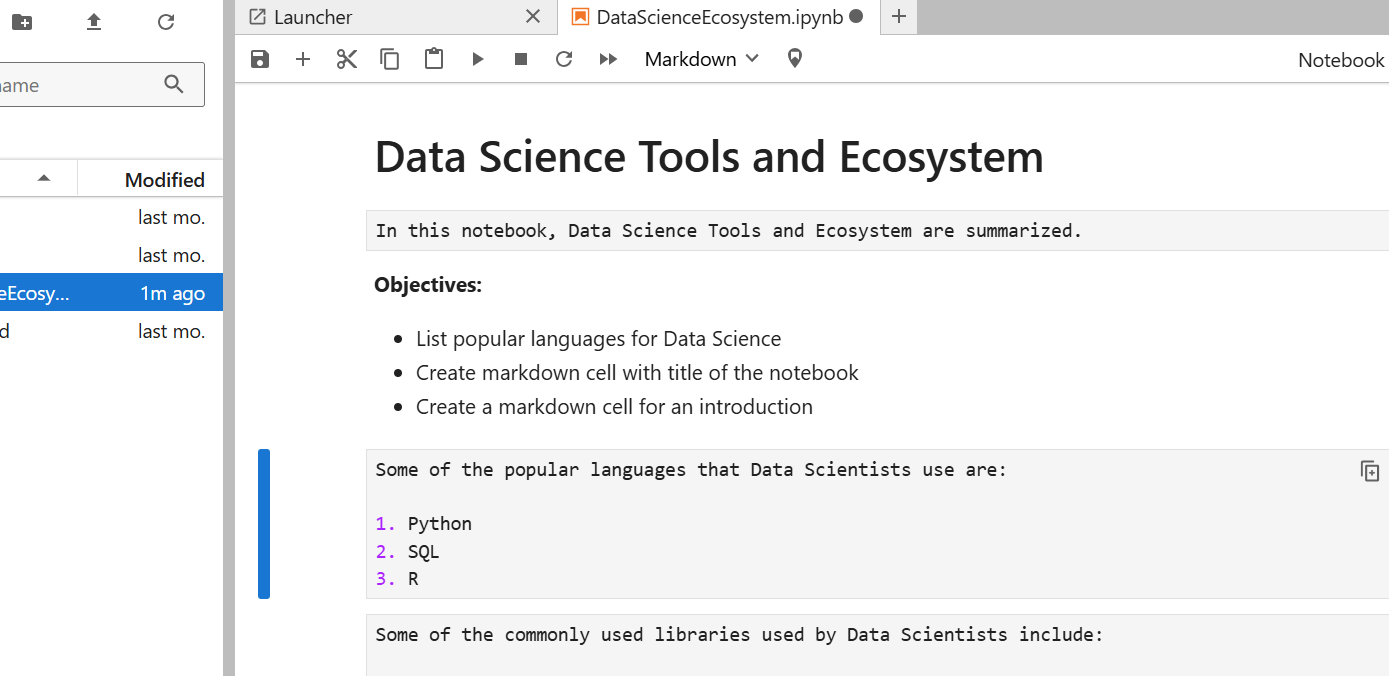 Launcher
DataScienceEcosystem.ipynb
Markdown
Notebook
ame
Modified
last mo.
last mo.
eEcosy... 1m ago
d last mo.
Data Science Tools and Ecosystem
In this notebook, Data Science Tools and Ecosystem are summarized.
Objectives:
List popular languages for Data Science
Create markdown cell with title of the notebook
Create a markdown cell for an introduction
Some of the popular languages that Data Scientists use are:
1. Python
2. SQL
3. R
Some of the commonly used libraries used by Data Scientists include: